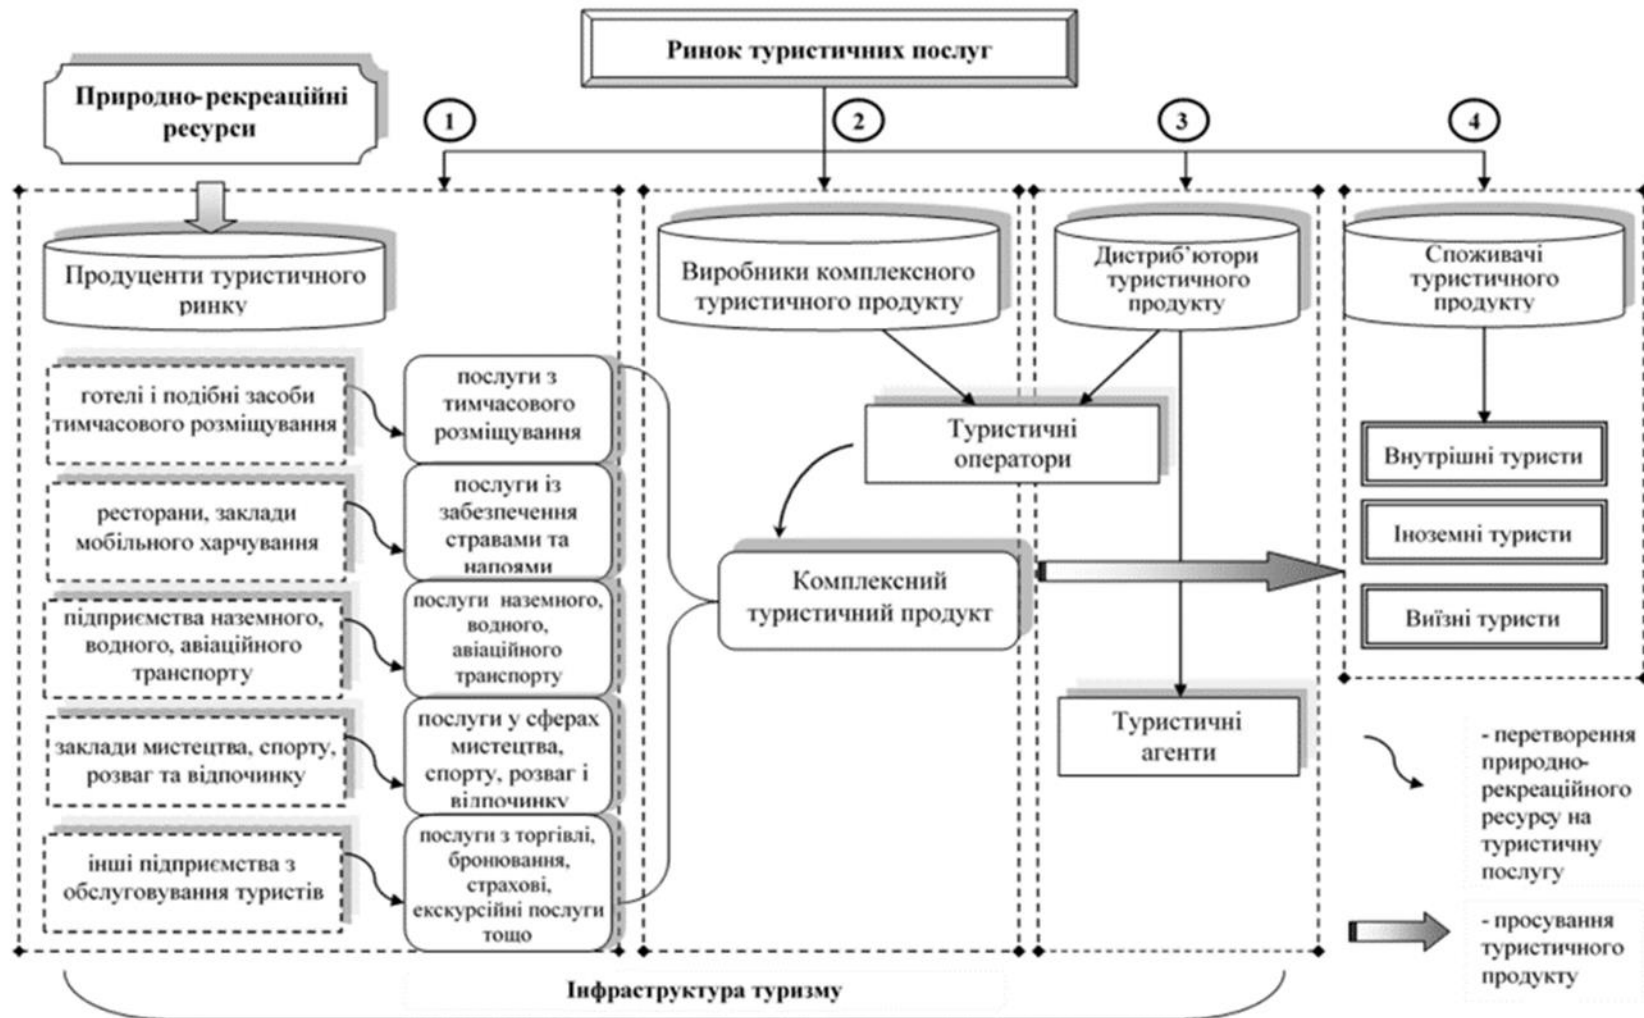 Ринок туристичних послуг
Природно-рекреаційні
ресурси
1
2
3
4
Продуценти туристичного
ринку
Виробники комплексного
туристичного продукту
Дистриб’ютори
туристичного
продукту
Споживачі
туристичного
продукту
готелі і подібні засоби
тимчасового розміщування
послуги з
тимчасового
розміщування
ресторани, заклади
мобільного харчування
послуги із
забезпечення
стравами та
напоями
підприємства наземного,
водного, авіаційного
транспорту
послуги наземного,
водного,
авіаційного
транспорту
заклади мистецтва, спорту,
розваг та відпочинку
послуги у сферах
мистецтва,
спорту, розваг і
відпочинку
інші підприємства з
обслуговування туристів
послуги з торгівлі,
бронювання,
страхові,
екскурсійні послуги
тощо
Туристичні
оператори
Комплексний
туристичний продукт
Туристичні
агенти
Внутрішні туристи
Іноземні туристи
Виїзні туристи
- перетворення
природно-
рекреаційного
ресурсу на
туристичну
послугу
- просування
туристичного
продукту
Інфраструктура туризму